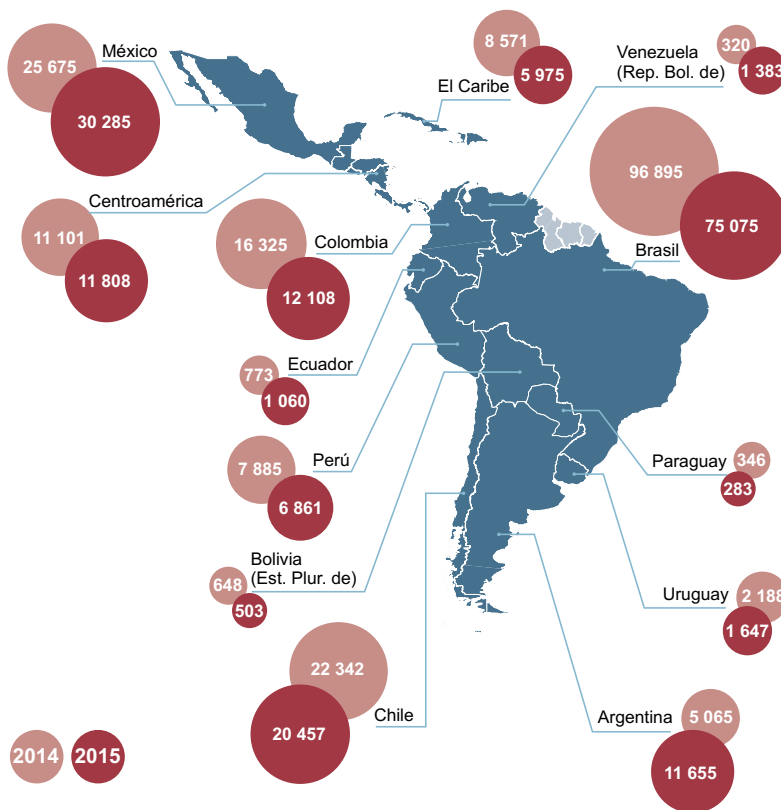 México
25 675
30 285
8 571
5 975
El Caribe
Venezuela
(Rep. Bol. de)
320
1 383
96 895
75 075
Brasil
Centroamérica
11 101
11 808
16 325
12 108
Colombia
Ecuador
773
1 060
Perú
7 885
6 861
Paraguay
346
283
Bolivia
(Est. Plur. de)
648
503
Uruguay
2 188
1 647
22 342
20 457
Chile
Argentina
5 065
11 655
2014
2015